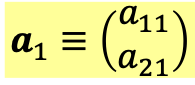 𝒂₁ ≡ (a₁₁
a₂₁)